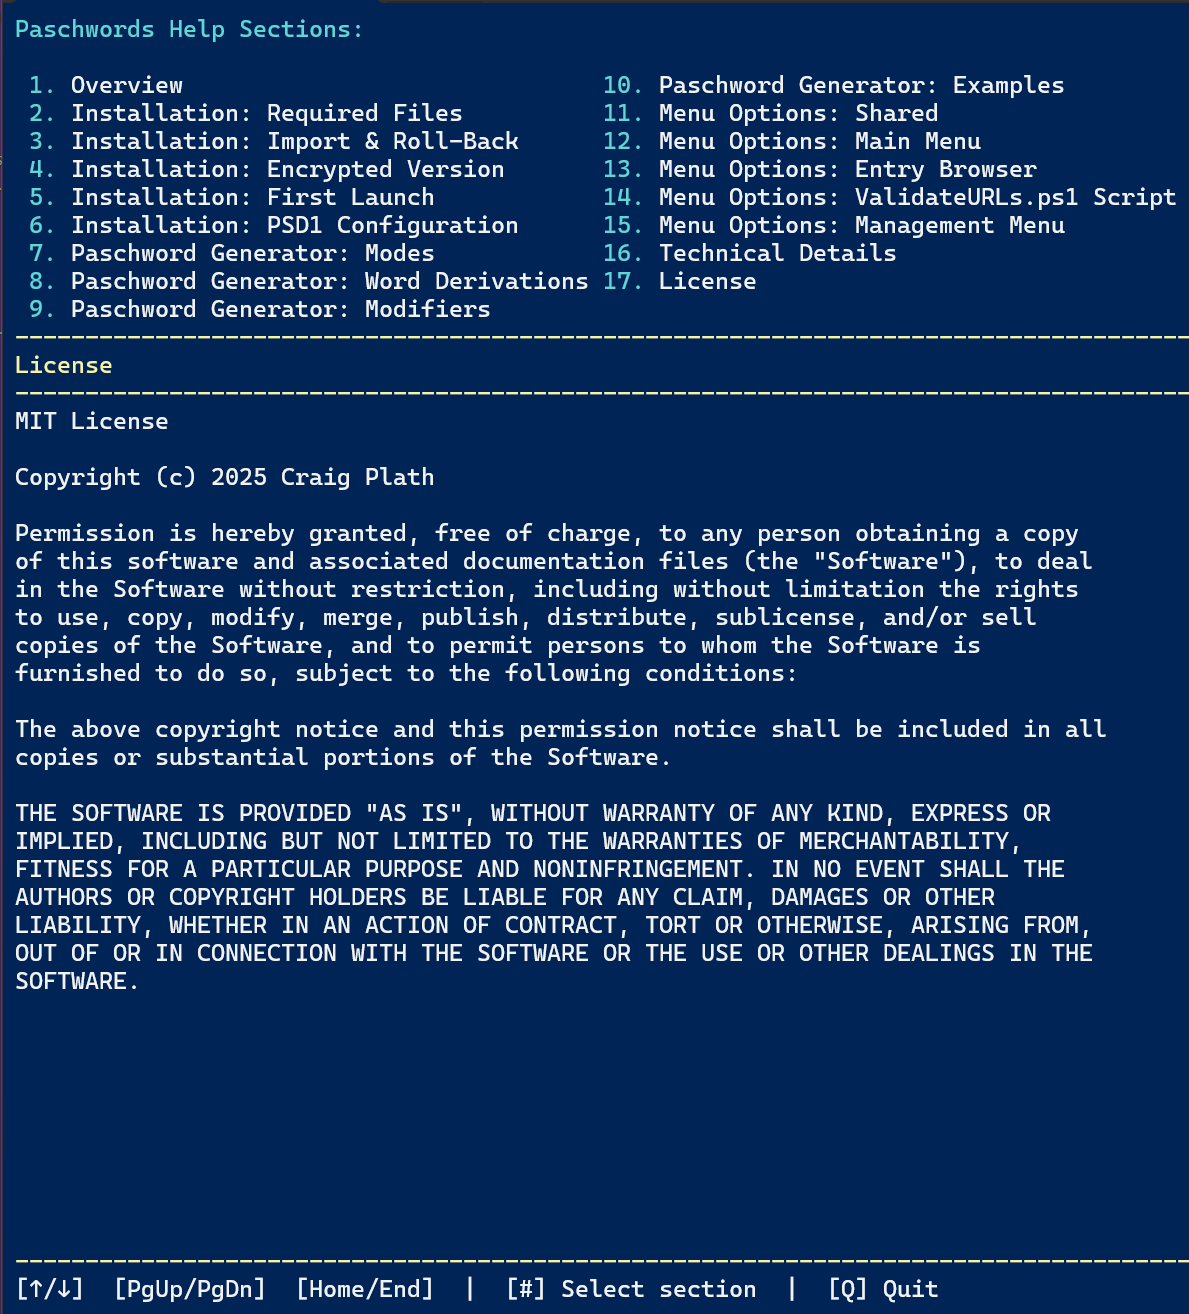 Paschwords Help Sections:
1. Overview
2. Installation: Required Files
3. Installation: Import & Roll-Back
4. Installation: Encrypted Version
5. Installation: First Launch
6. Installation: PSD1 Configuration
7. Paschword Generator: Modes
8. Paschword Generator: Word Derivations
9. Paschword Generator: Modifiers
10. Paschword Generator: Examples
11. Menu Options: Shared
12. Menu Options: Main Menu
13. Menu Options: Entry Browser
14. Menu Options: ValidateURLs.ps1 Script
15. Menu Options: Management Menu
16. Technical Details
17. License
License
MIT License
Copyright (c) 2025 Craig Plath
Permission is hereby granted, free of charge, to any person obtaining a copy
of this software and associated documentation files (the "Software"), to deal
in the Software without restriction, including without limitation the rights
to use, copy, modify, merge, publish, distribute, sublicense, and/or sell
copies of the Software, and to permit persons to whom the Software is
furnished to do so, subject to the following conditions:
The above copyright notice and this permission notice shall be included in all
copies or substantial portions of the Software.
THE SOFTWARE IS PROVIDED "AS IS", WITHOUT WARRANTY OF ANY KIND, EXPRESS OR
IMPLIED, INCLUDING BUT NOT LIMITED TO THE WARRANTIES OF MERCHANTABILITY,
FITNESS FOR A PARTICULAR PURPOSE AND NONINFRINGEMENT. IN NO EVENT SHALL THE
AUTHORS OR COPYRIGHT HOLDERS BE LIABLE FOR ANY CLAIM, DAMAGES OR OTHER
LIABILITY, WHETHER IN AN ACTION OF CONTRACT, TORT OR OTHERWISE, ARISING FROM,
OUT OF OR IN CONNECTION WITH THE SOFTWARE OR THE USE OR OTHER DEALINGS IN THE
SOFTWARE.
[↑/↓] [PgUp/PgDn] [Home/End] | [#] Select section | [Q] Quit